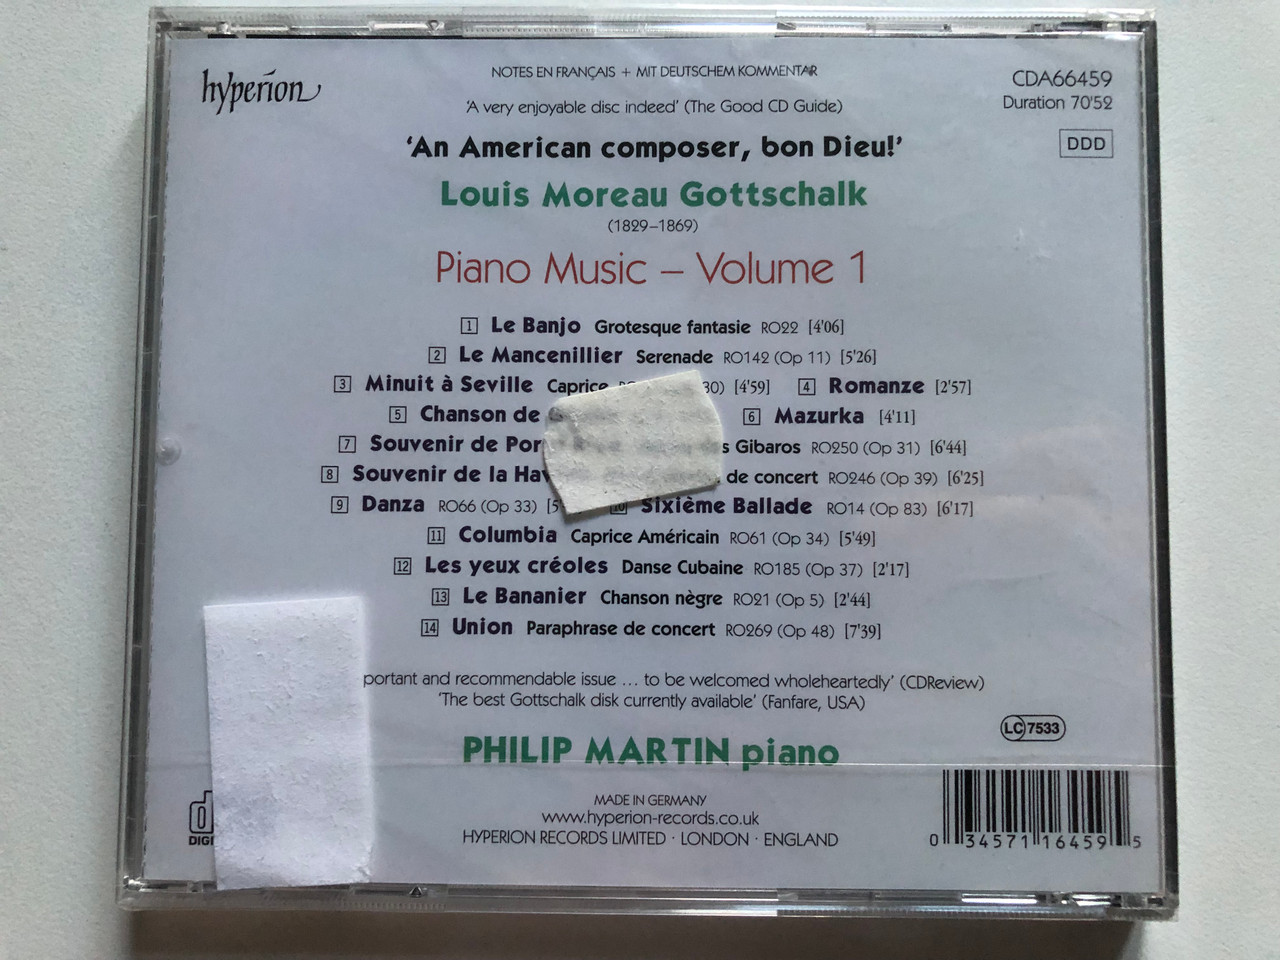 hyperion
NOTES EN FRANÇAIS + MIT DEUTSCHEM KOMMENTAR
CDA66459
Duration 70'52
'A very enjoyable disc indeed' (The Good CD Guide)
DDD
'An American composer, bon Dieu!'
Louis Moreau Gottschalk
(1829–1869)
Piano Music – Volume 1
1 Le Banjo Grotesque fantasie RO22 [4'06]
2 Le Mancenillier Serenade RO142 (Op 11) [5'26]
3 Minuit à Seville Caprice 30) [4'59] 4 Romanze [2'57]
5 Chanson de 6 Mazurka [4'11]
7 Souvenir de Por s Gibaros RO250 (Op 31) [6'44]
8 Souvenir de la Hav de concert RO246 (Op 39) [6'25]
9 Danza RO66 (Op 33) [5' 10 Sixième Ballade RO14 (Op 83) [6'17]
11 Columbia Caprice Américain RO61 (Op 34) [5'49]
12 Les yeux créoles Danse Cubaine RO185 (Op 37) [2'17]
13 Le Bananier Chanson nègre RO21 (Op 5) [2'44]
14 Union Paraphrase de concert RO269 (Op 48) [7'39]
portant and recommendable issue ... to be welcomed wholeheartedly' (CDReview)
'The best Gottschalk disk currently available' (Fanfare, USA)
LC 7533
PHILIP MARTIN piano
MADE IN GERMANY
www.hyperion-records.co.uk
HYPERION RECORDS LIMITED · LONDON · ENGLAND
d
DIGI
0 34571 16459 5